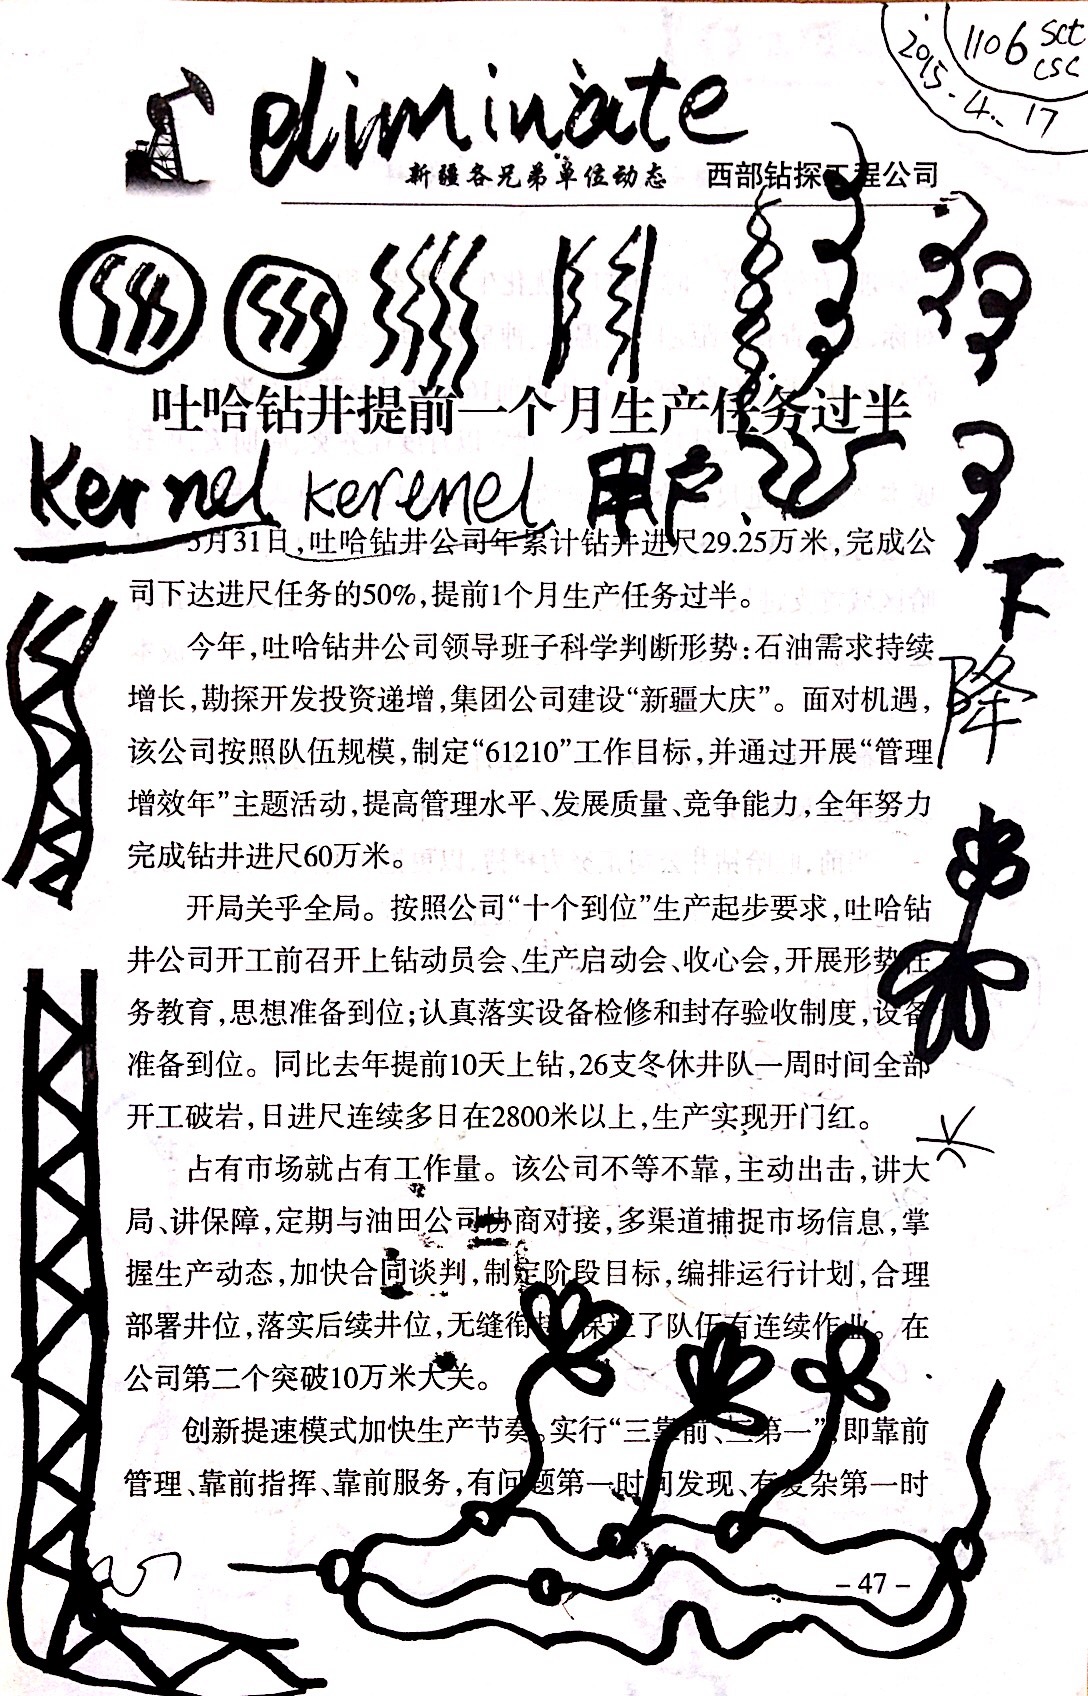 1106 sct
csc
2015.4.17
eliminate
新疆各兄弟单位动态 西部钻探工程公司
吐哈钻井提前一个月生产任务过半
Kernel kerenel 用户
5月31日,吐哈钻井公司年累计钻井进尺29.25万米,完成公
司下达进尺任务的50%,提前1个月生产任务过半。
下
降
今年,吐哈钻井公司领导班子科学判断形势:石油需求持续
增长,勘探开发投资递增,集团公司建设“新疆大庆”。面对机遇,
该公司按照队伍规模,制定“61210”工作目标,并通过开展“管理
增效年”主题活动,提高管理水平、发展质量、竞争能力,全年努力
完成钻井进尺60万米。
开局关乎全局。按照公司“十个到位”生产起步要求,吐哈钻
井公司开工前召开上钻动员会、生产启动会、收心会,开展形势任
务教育,思想准备到位;认真落实设备检修和封存验收制度,设备
准备到位。同比去年提前10天上钻,26支冬休井队一周时间全部
开工破岩,日进尺连续多日在2800米以上,生产实现开门红。
占有市场就占有工作量。该公司不等不靠,主动出击,讲大
局、讲保障,定期与油田公司协商对接,多渠道捕捉市场信息,掌
握生产动态,加快合同谈判,制定阶段目标,编排运行计划,合理
部署井位,落实后续井位,无缝衔接保证了队伍有连续作业。在
公司第二个突破10万米大关。
创新提速模式加快生产节奏。实行“三靠前、三第一”,即靠前
管理、靠前指挥、靠前服务,有问题第一时间发现、有复杂第一时
-47-